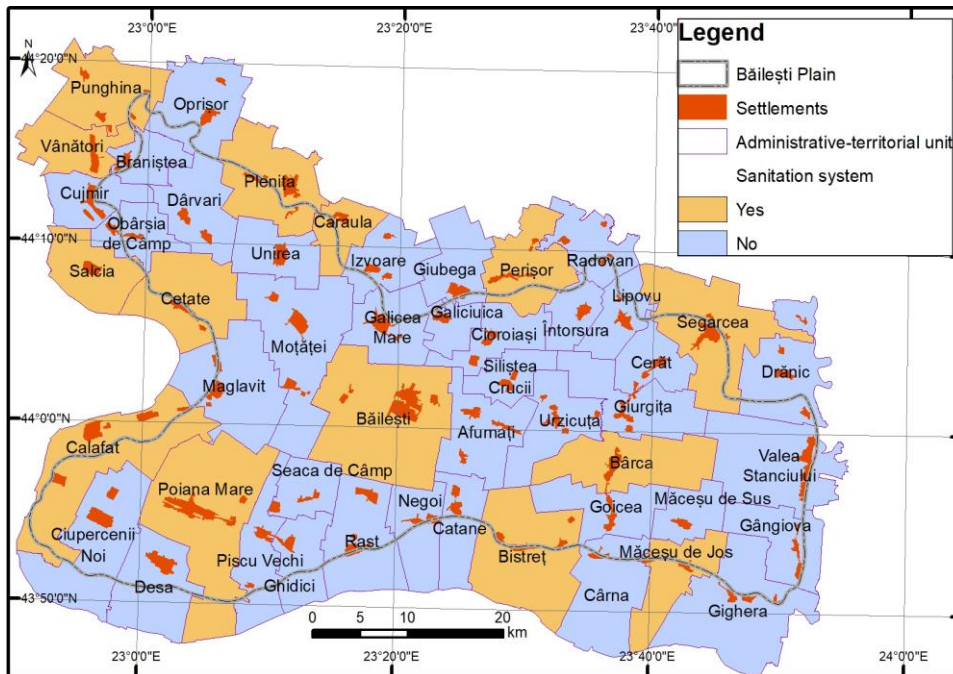 23°0'0"E
23°20'0"E
23°40'0"E
N
44°20'0"N
44°10'0"N
44°0'0"N
43°50'0"N
Legend
Băilești Plain
Settlements
Administrative-territorial unit
Sanitation system
Yes
No
Punghina
Oprișor
Vânători
Braniștea
Plenița
Cujmir
Dârvari
Caraula
Obârșia
de Câmp
Unirea
Izvoare
Giubega
Perișor
Radovan
Salcia
Cetate
Lipovu
Galicea
Mare
Galiciuica
Cioroiași
Întorsura
Segarcea
Moțăței
Siliștea
Crucii
Cerăt
Drănic
Maglavit
Băilești
Afumați
Urzicuța
Giurgița
Calafat
Bârca
Valea
Stanciului
Poiana Mare
Seaca de Câmp
Negoi
Goicea
Măceșu de Sus
Ciupercenii
Noi
Catane
Gângiova
Piscu Vechi
Rast
Bistreț
Măceșu de Jos
Desa
Ghidici
Cârna
Gighera
0 5 10 20
km
23°0'0"E
23°20'0"E
23°40'0"E
24°0'0"E